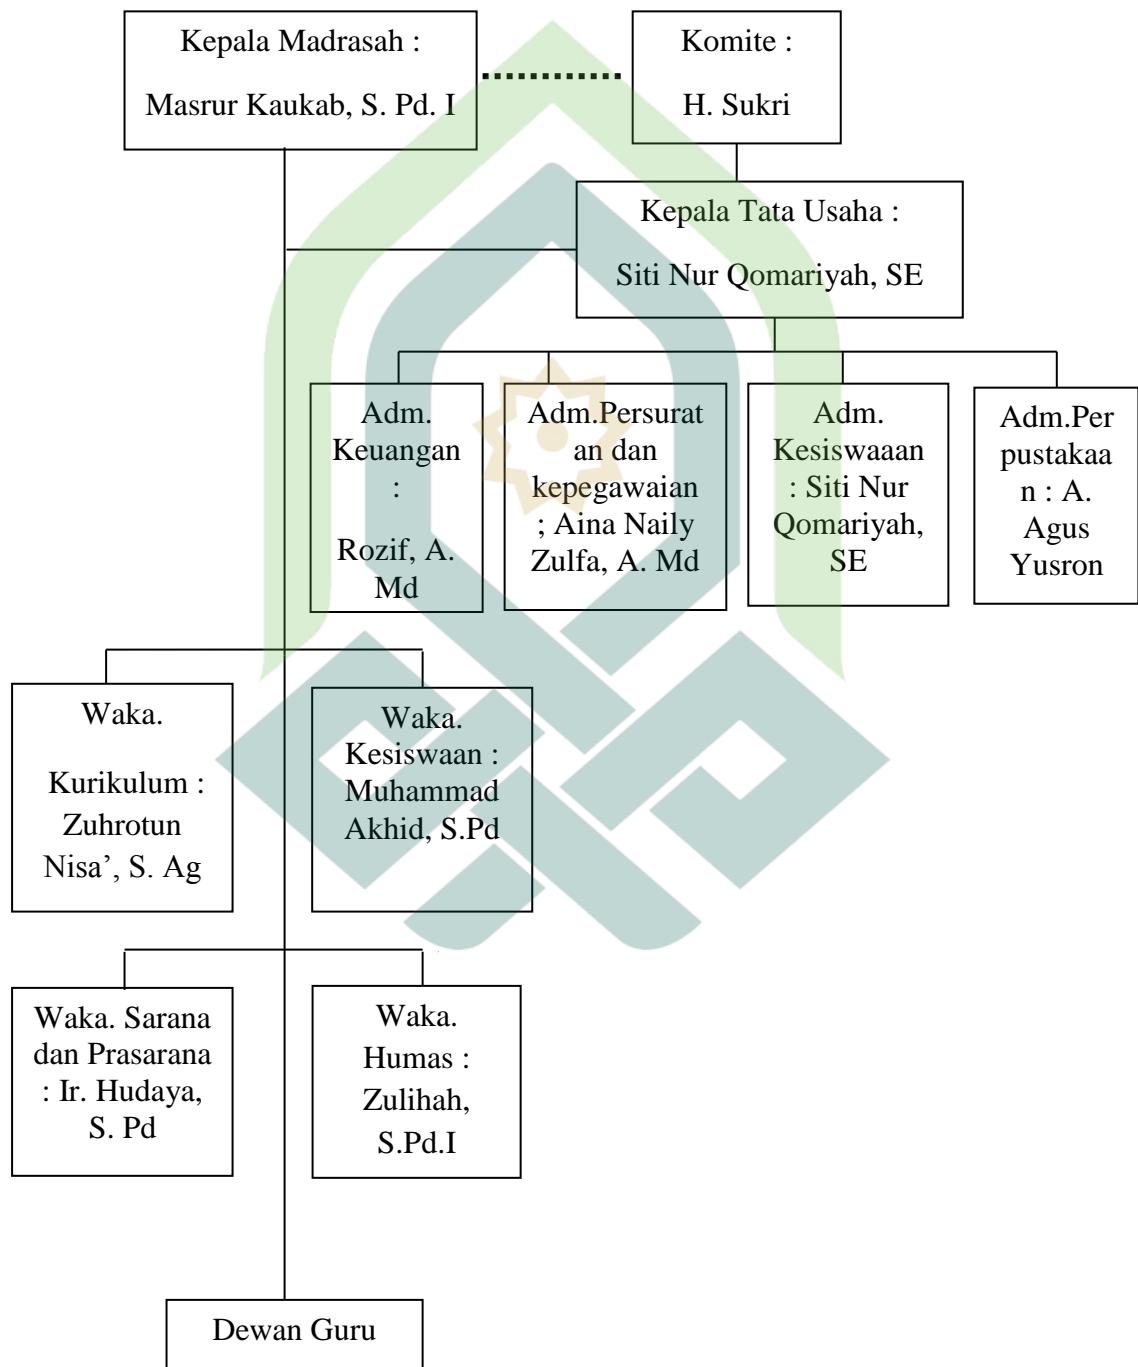 Kepala Madrasah :
Masrur Kaukab, S. Pd. I
Komite :
H. Sukri
Kepala Tata Usaha :
Siti Nur Qomariyah, SE
Adm.
Keuangan
:
Rozif, A.
Md
Adm.Persurat
an dan
kepegawaian
; Aina Naily
Zulfa, A. Md
Adm.
Kesiswaaan
: Siti Nur
Qomariyah,
SE
Adm.Per
pustakaa
n : A.
Agus
Yusron
Waka.
Kurikulum :
Zuhrotun
Nisa’, S. Ag
Waka.
Kesiswaan :
Muhammad
Akhid, S.Pd
Waka. Sarana
dan Prasarana
: Ir. Hudaya,
S. Pd
Waka.
Humas :
Zulihah,
S.Pd.I
Dewan Guru